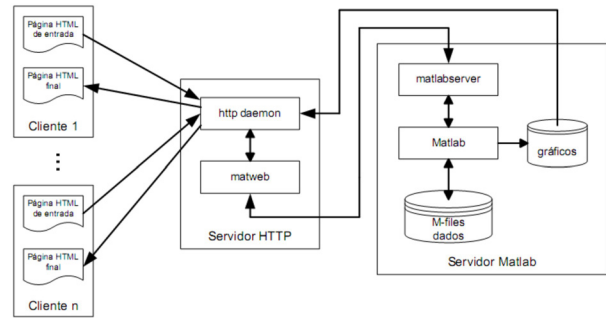 Página HTML
de entrada
Página HTML
final
Cliente 1
Página HTML
de entrada
Página HTML
final
Cliente n
http daemon
matweb
Servidor HTTP
matlabserver
Matlab
gráficos
M-files
dados
Servidor Matlab